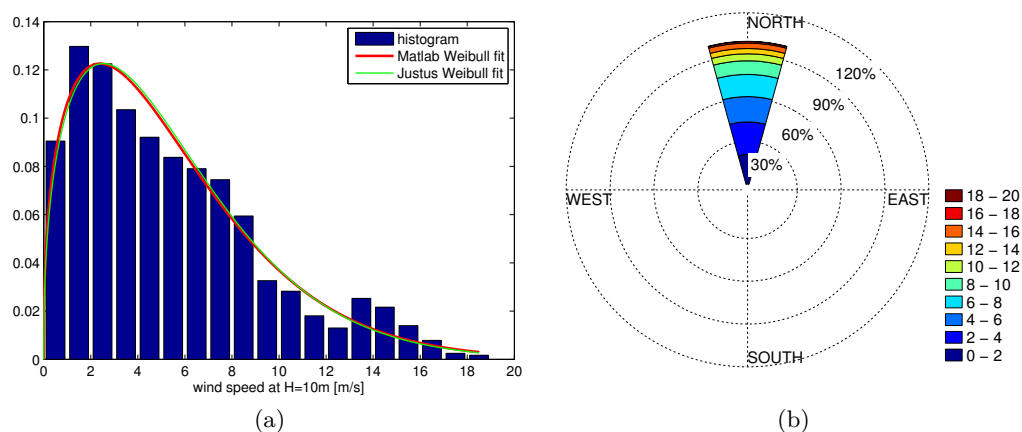 0.14
0.12
0.1
0.08
0.06
0.04
0.02
0
0 2 4 6 8 10 12 14 16 18 20
wind speed at H=10m [m/s]
histogram
Matlab Weibull fit
Justus Weibull fit
(a)
NORTH
120%
90%
60%
30%
WEST
EAST
SOUTH
18 − 20
16 − 18
14 − 16
12 − 14
10 − 12
8 − 10
6 − 8
4 − 6
2 − 4
0 − 2
(b)